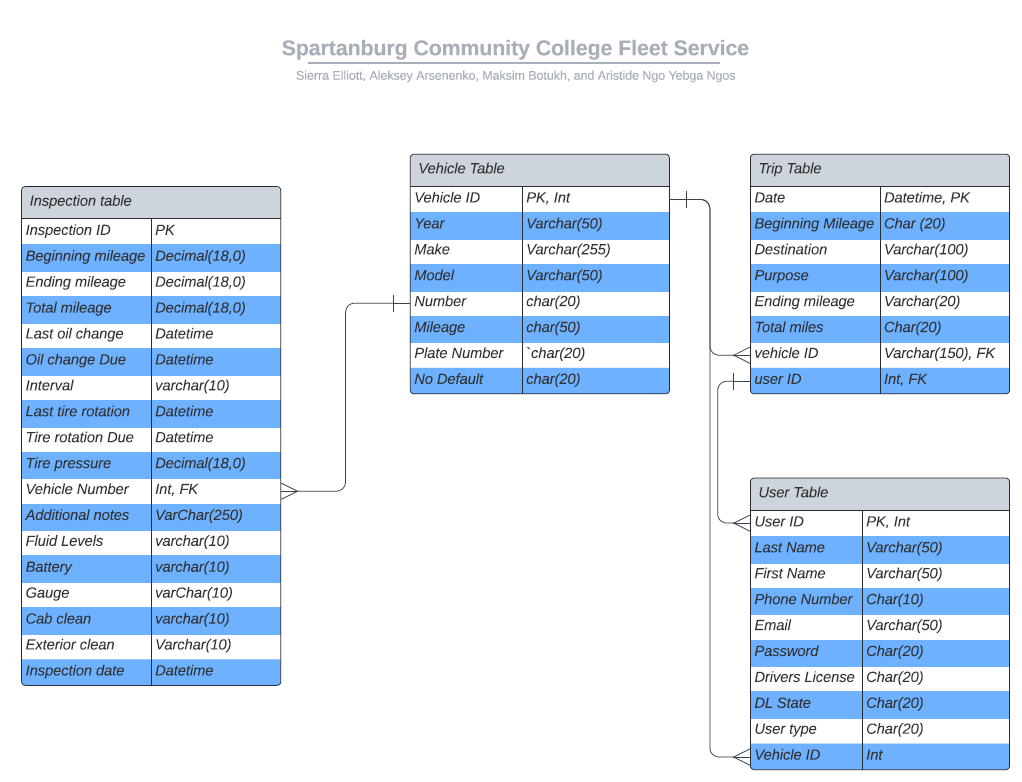 Spartanburg Community College Fleet Service
Sierra Elliott, Aleksey Arsenenko, Maksim Botukh, and Aristide Ngo Yebga Ngos
Inspection table
Inspection ID PK
Beginning mileage Decimal(18,0)
Ending mileage Decimal(18,0)
Total mileage Decimal(18,0)
Last oil change Datetime
Oil change Due Datetime
Interval varchar(10)
Last tire rotation Datetime
Tire rotation Due Datetime
Tire pressure Decimal(18,0)
Vehicle Number Int, FK
Additional notes VarChar(250)
Fluid Levels varchar(10)
Battery varchar(10)
Gauge varChar(10)
Cab clean varchar(10)
Exterior clean Varchar(10)
Inspection date Datetime
Vehicle Table
Vehicle ID PK, Int
Year Varchar(50)
Make Varchar(255)
Model Varchar(50)
Number char(20)
Mileage char(50)
Plate Number `char(20)
No Default char(20)
Trip Table
Date Datetime, PK
Beginning Mileage Char (20)
Destination Varchar(100)
Purpose Varchar(100)
Ending mileage Varchar(20)
Total miles Char(20)
vehicle ID Varchar(150), FK
user ID Int, FK
User Table
User ID PK, Int
Last Name Varchar(50)
First Name Varchar(50)
Phone Number Char(10)
Email Varchar(50)
Password Char(20)
Drivers License Char(20)
DL State Char(20)
User type Char(20)
Vehicle ID Int